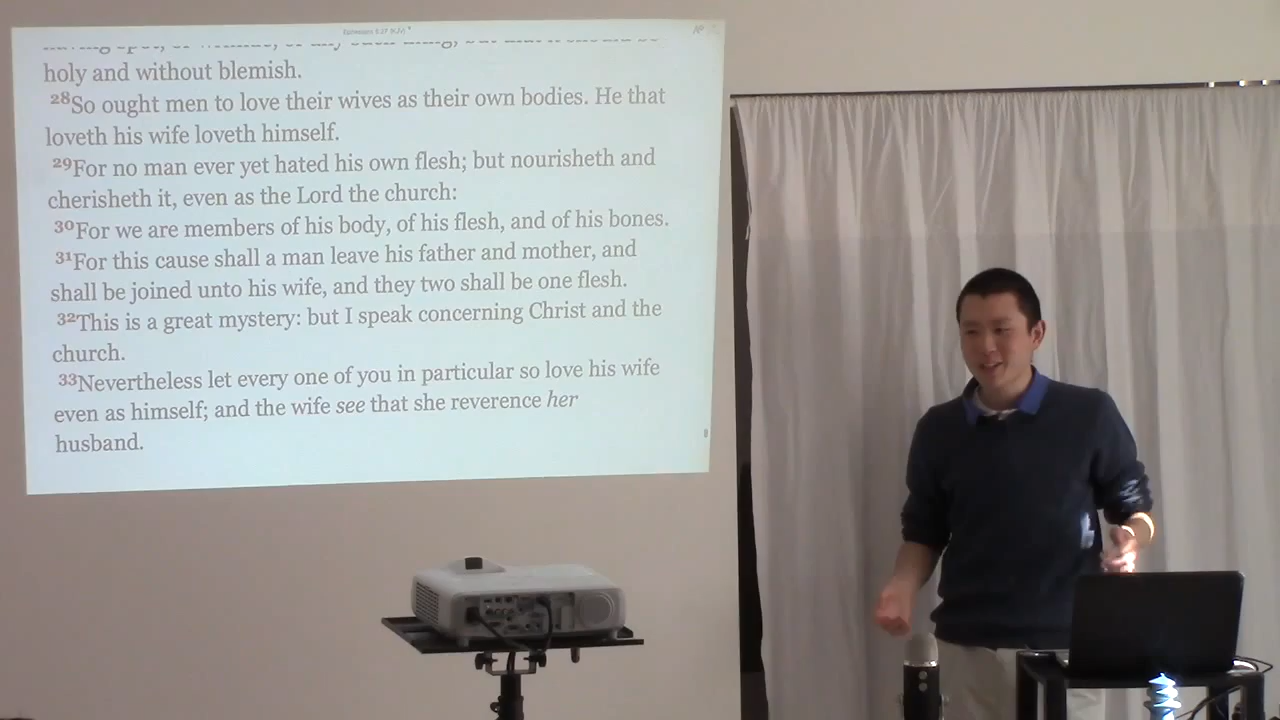 Ephesians 5:27 (KJV)
holy and without blemish.
28So ought men to love their wives as their own bodies. He that
loveth his wife loveth himself.
29For no man ever yet hated his own flesh; but nourisheth and
cherisheth it, even as the Lord the church:
30For we are members of his body, of his flesh, and of his bones.
31For this cause shall a man leave his father and mother, and
shall be joined unto his wife, and they two shall be one flesh.
32This is a great mystery: but I speak concerning Christ and the
church.
33Nevertheless let every one of you in particular so love his wife
even as himself; and the wife see that she reverence her
husband.